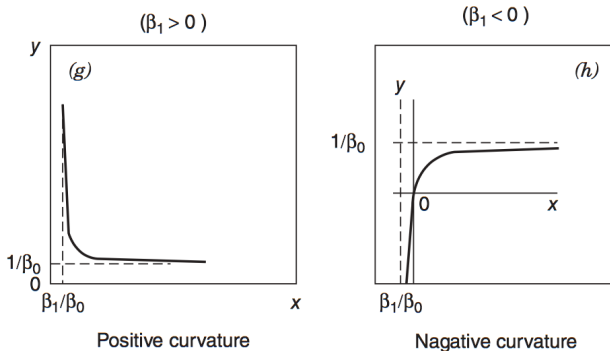 (β₁ > 0)
(β₁ < 0)
y
(g)
1/β₀
0
β₁/β₀
x
Positive curvature
(h)
y
1/β₀
0
x
β₁/β₀
Nagative curvature